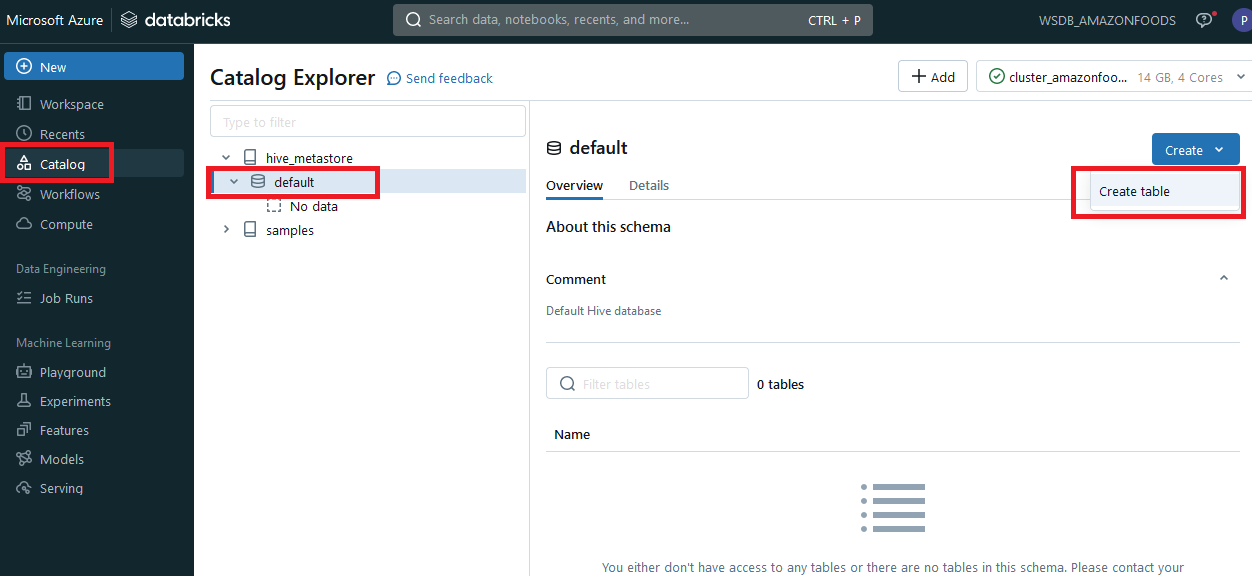 Microsoft Azure
databricks
Search data, notebooks, recents, and more...
CTRL + P
WSDB_AMAZONFOODS
P
New
Workspace
Recents
Catalog
Workflows
Compute
Data Engineering
Job Runs
Machine Learning
Playground
Experiments
Features
Models
Serving
Catalog Explorer
Send feedback
Add
cluster_amazonfoo...
14 GB, 4 Cores
Type to filter
hive_metastore
default
No data
samples
default
Create
Create table
Overview
Details
About this schema
Comment
Default Hive database
Filter tables
0 tables
Name
You either don't have access to any tables or there are no tables in this schema. Please contact your